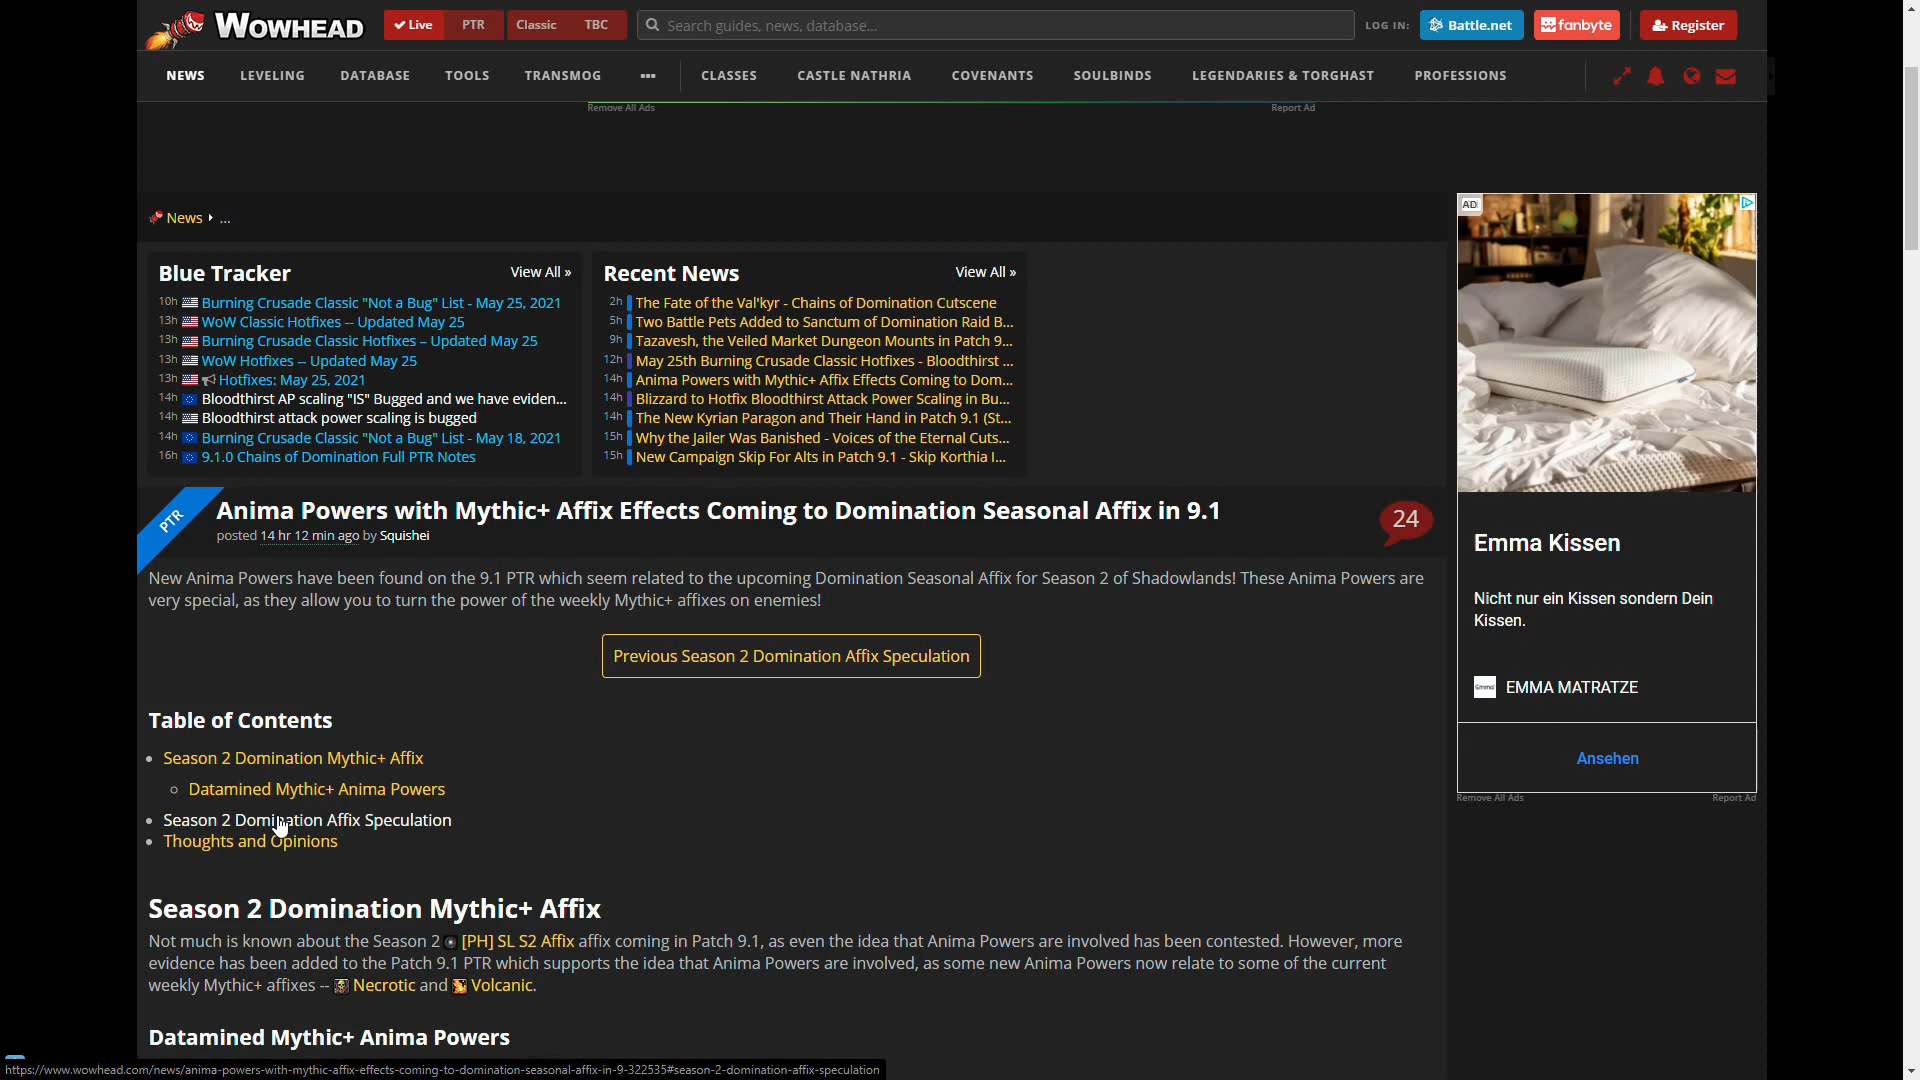 WOWHEAD
Live PTR Classic TBC
Search guides, news, database...
LOG IN: Battle.net fanbyte Register
NEWS LEVELING DATABASE TOOLS TRANSMOG ••• CLASSES CASTLE NATHRIA COVENANTS SOULBINDS LEGENDARIES & TORGHAST PROFESSIONS
Remove All Ads Report Ad
News ...
Blue Tracker View All »
10h Burning Crusade Classic "Not a Bug" List - May 25, 2021
13h WoW Classic Hotfixes -- Updated May 25
13h Burning Crusade Classic Hotfixes – Updated May 25
13h WoW Hotfixes -- Updated May 25
13h Hotfixes: May 25, 2021
14h Bloodthirst AP scaling "IS" Bugged and we have eviden...
14h Bloodthirst attack power scaling is bugged
14h Burning Crusade Classic "Not a Bug" List - May 18, 2021
16h 9.1.0 Chains of Domination Full PTR Notes
Recent News View All »
2h The Fate of the Val'kyr - Chains of Domination Cutscene
5h Two Battle Pets Added to Sanctum of Domination Raid B...
9h Tazavesh, the Veiled Market Dungeon Mounts in Patch 9...
12h May 25th Burning Crusade Classic Hotfixes - Bloodthirst ...
14h Anima Powers with Mythic+ Affix Effects Coming to Dom...
14h Blizzard to Hotfix Bloodthirst Attack Power Scaling in Bu...
14h The New Kyrian Paragon and Their Hand in Patch 9.1 (St...
15h Why the Jailer Was Banished - Voices of the Eternal Cuts...
15h New Campaign Skip For Alts in Patch 9.1 - Skip Korthia I...
PTR
Anima Powers with Mythic+ Affix Effects Coming to Domination Seasonal Affix in 9.1
posted 14 hr 12 min ago by Squishei
24
New Anima Powers have been found on the 9.1 PTR which seem related to the upcoming Domination Seasonal Affix for Season 2 of Shadowlands! These Anima Powers are
very special, as they allow you to turn the power of the weekly Mythic+ affixes on enemies!
Previous Season 2 Domination Affix Speculation
Table of Contents
Season 2 Domination Mythic+ Affix
Datamined Mythic+ Anima Powers
Season 2 Domination Affix Speculation
Thoughts and Opinions
Season 2 Domination Mythic+ Affix
Not much is known about the Season 2 [PH] SL S2 Affix affix coming in Patch 9.1, as even the idea that Anima Powers are involved has been contested. However, more
evidence has been added to the Patch 9.1 PTR which supports the idea that Anima Powers are involved, as some new Anima Powers now relate to some of the current
weekly Mythic+ affixes -- Necrotic and Volcanic.
Datamined Mythic+ Anima Powers
AD
Emma Kissen
Nicht nur ein Kissen sondern Dein
Kissen.
Emma
EMMA MATRATZE
Ansehen
Remove All Ads Report Ad
https://www.wowhead.com/news/anima-powers-with-mythic-affix-effects-coming-to-domination-seasonal-affix-in-9-322535#season-2-domination-affix-speculation